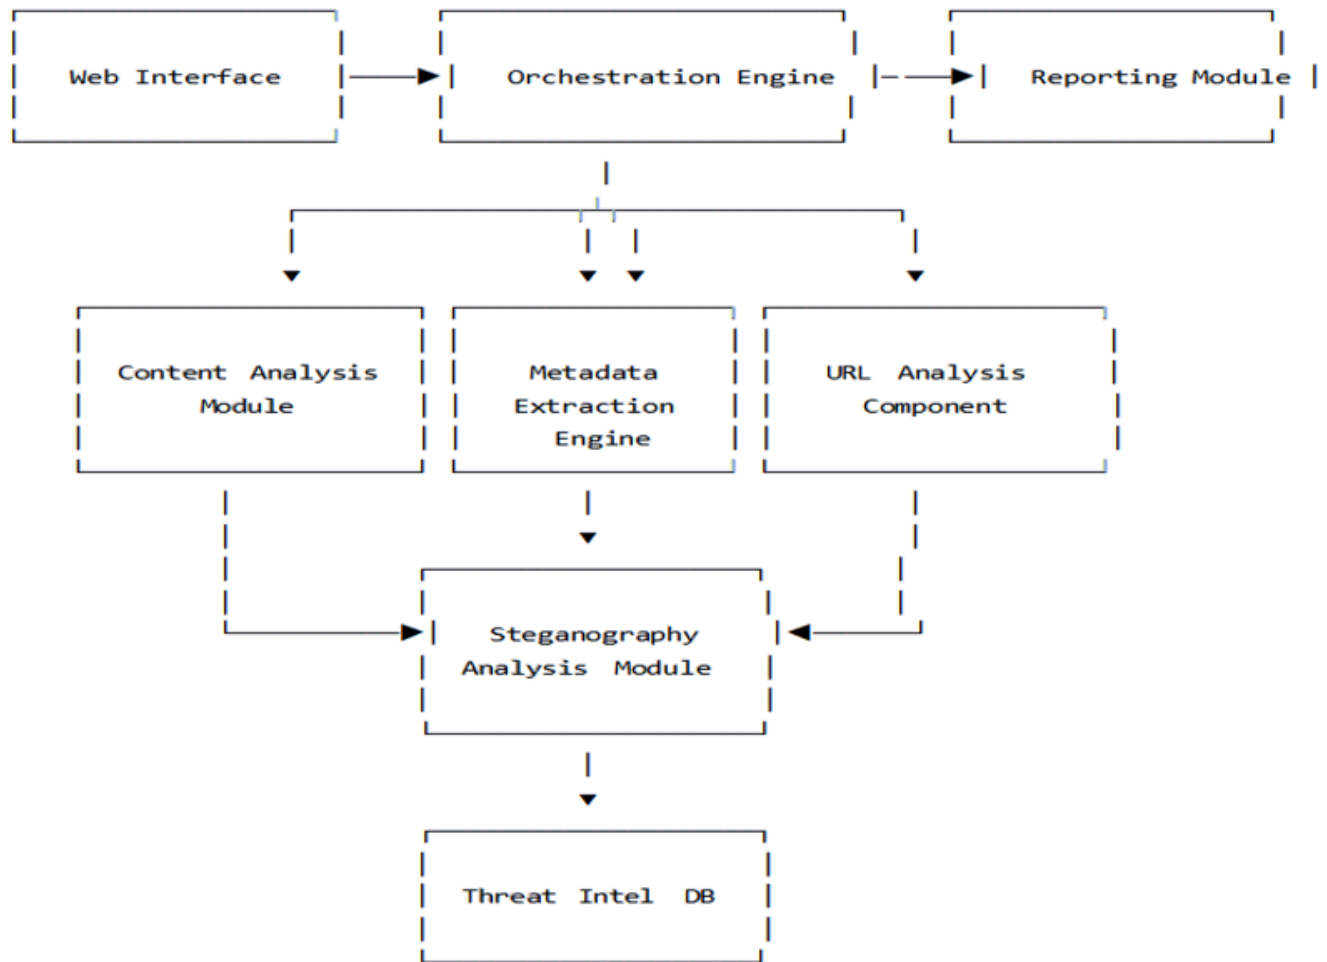 Web Interface
Orchestration Engine
Reporting Module
Content Analysis
Module
Metadata
Extraction
Engine
URL Analysis
Component
Steganography
Analysis Module
Threat Intel DB